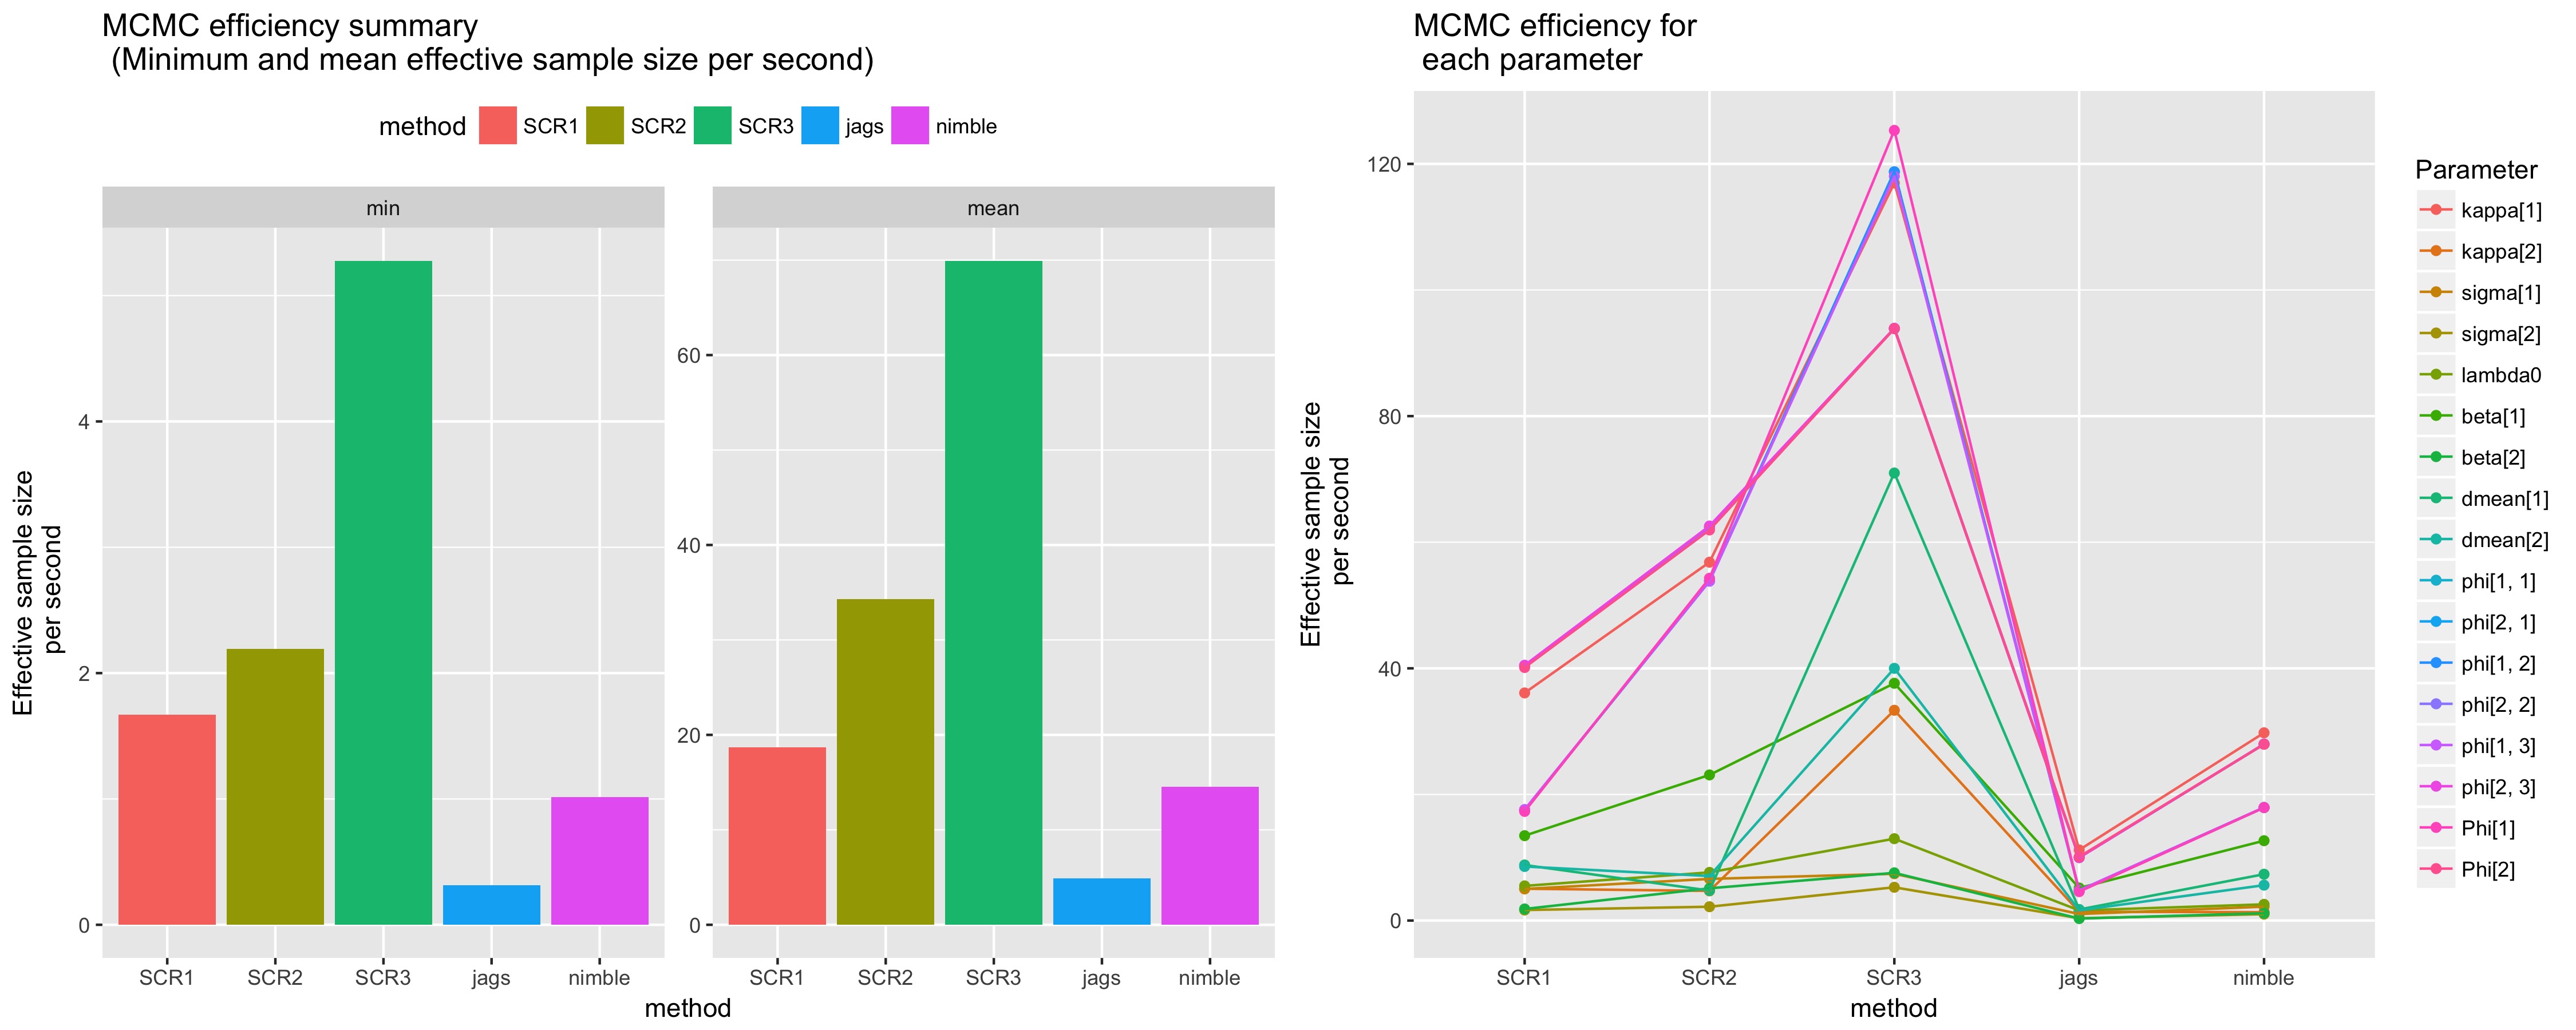 MCMC efficiency summary
(Minimum and mean effective sample size per second)
method SCR1 SCR2 SCR3 jags nimble
min
mean
Effective sample size
per second
4
2
0
60
40
20
0
SCR1 SCR2 SCR3 jags nimble
SCR1 SCR2 SCR3 jags nimble
method
MCMC efficiency for
each parameter
Effective sample size
per second
120
80
40
0
SCR1 SCR2 SCR3 jags nimble
method
Parameter
kappa[1]
kappa[2]
sigma[1]
sigma[2]
lambda0
beta[1]
beta[2]
dmean[1]
dmean[2]
phi[1, 1]
phi[2, 1]
phi[1, 2]
phi[2, 2]
phi[1, 3]
phi[2, 3]
Phi[1]
Phi[2]